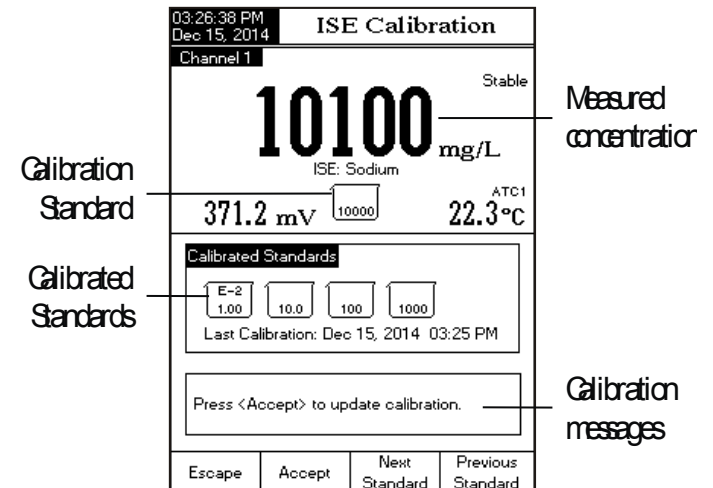 03:26:38 PM
Dec 15, 2014
ISE Calibration
Channel 1
Stable
10100 mg/L
Measured
concentration
ISE: Sodium
Calibration
Standard
371.2 mV
10000
ATC1
22.3°C
Calibrated Standards
Calibrated
Standards
E-2
1.00
10.0
100
1000
Last Calibration: Dec 15, 2014 03:25 PM
Press <Accept> to update calibration.
Calibration
messages
Escape
Accept
Next
Standard
Previous
Standard